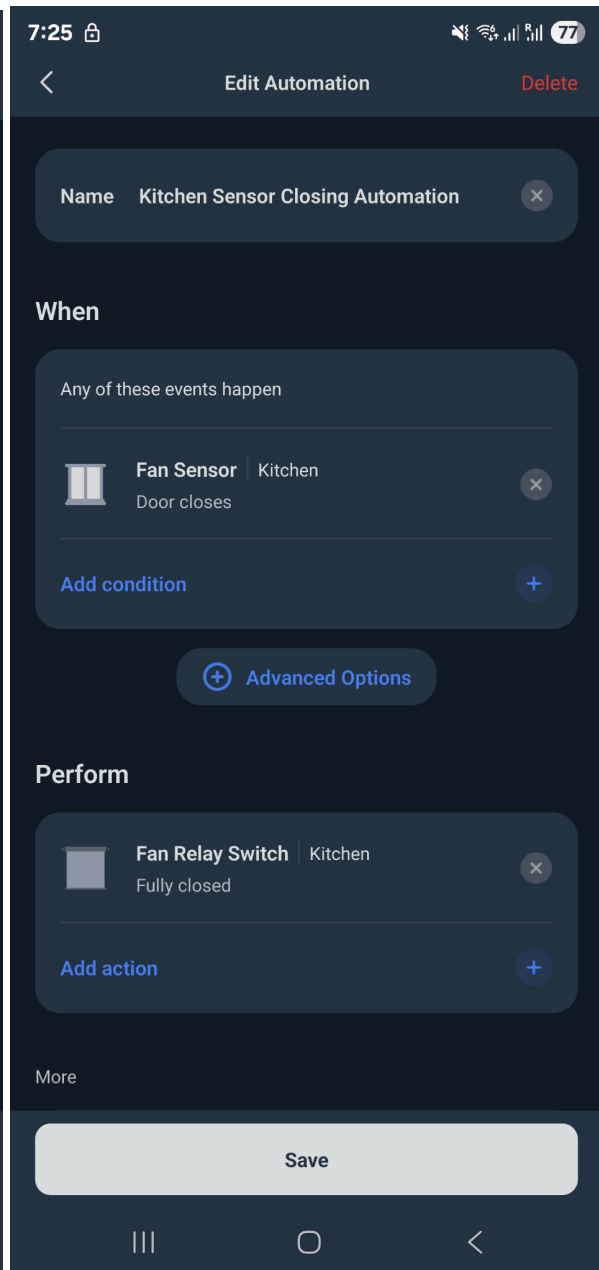 7:25 R 77
Edit Automation Delete
Name Kitchen Sensor Closing Automation
When
Any of these events happen
Fan Sensor Kitchen
Door closes
Add condition
Advanced Options
Perform
Fan Relay Switch Kitchen
Fully closed
Add action
More
Save